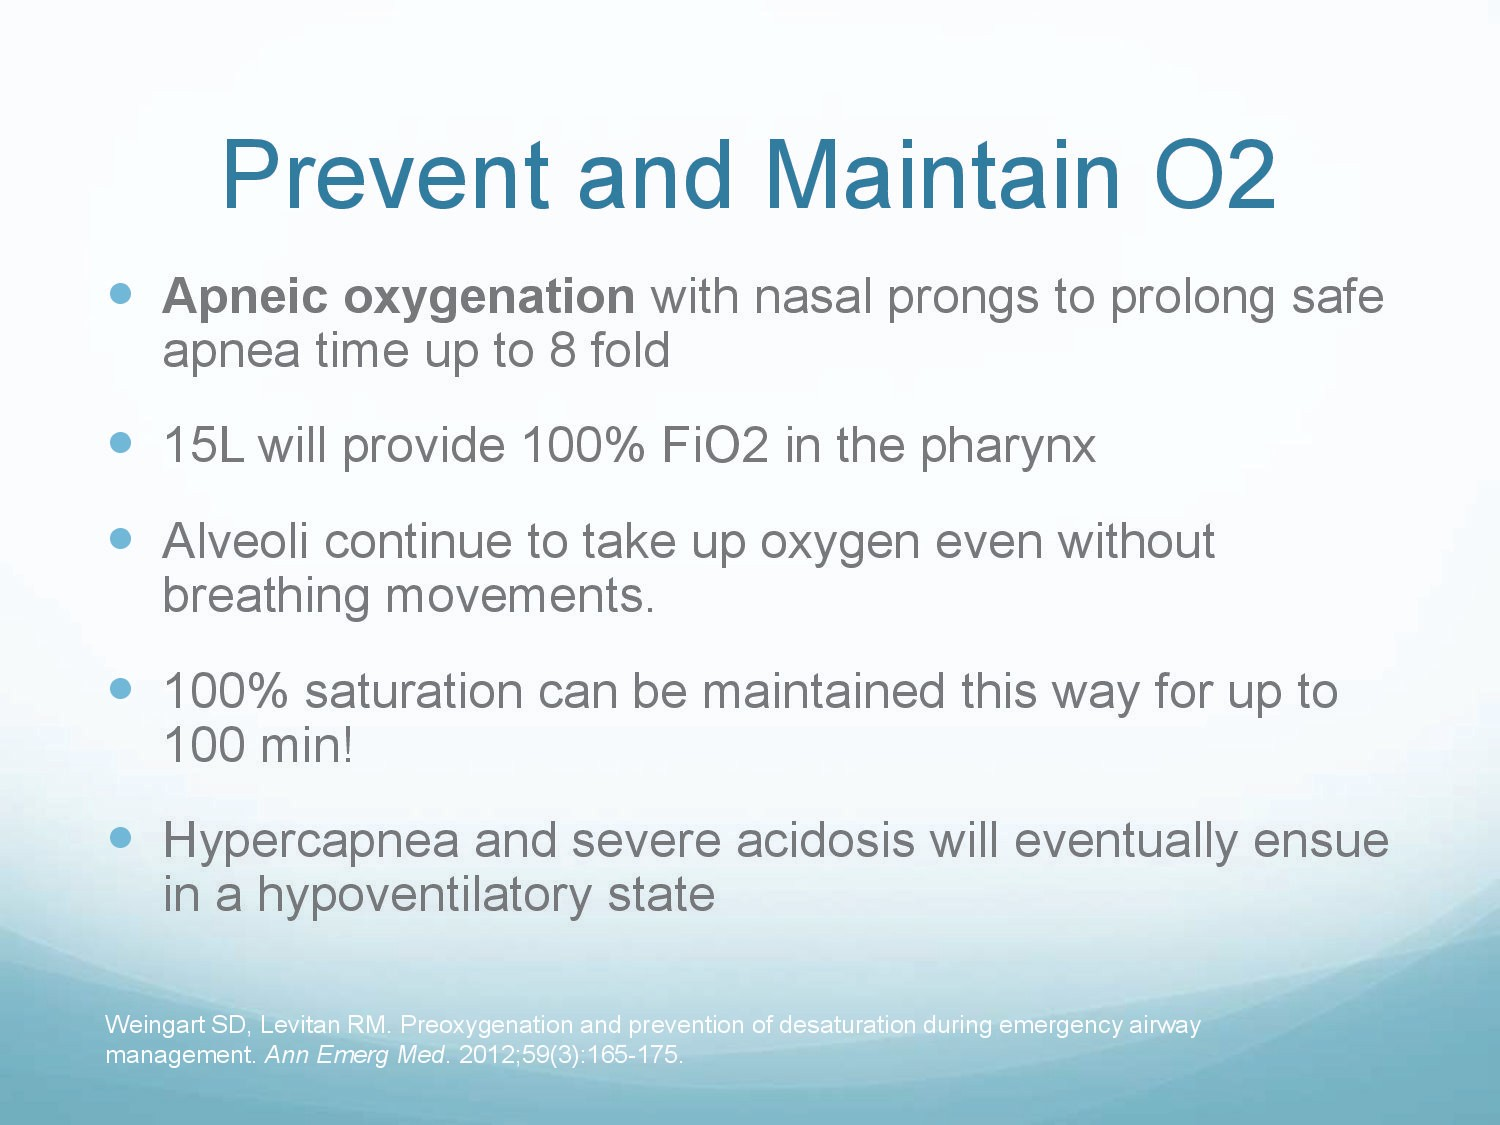 Prevent and Maintain O2
Apneic oxygenation with nasal prongs to prolong safe
apnea time up to 8 fold
15L will provide 100% FiO2 in the pharynx
Alveoli continue to take up oxygen even without
breathing movements.
100% saturation can be maintained this way for up to
100 min!
Hypercapnea and severe acidosis will eventually ensue
in a hypoventilatory state
Weingart SD, Levitan RM. Preoxygenation and prevention of desaturation during emergency airway
management. Ann Emerg Med. 2012;59(3):165-175.